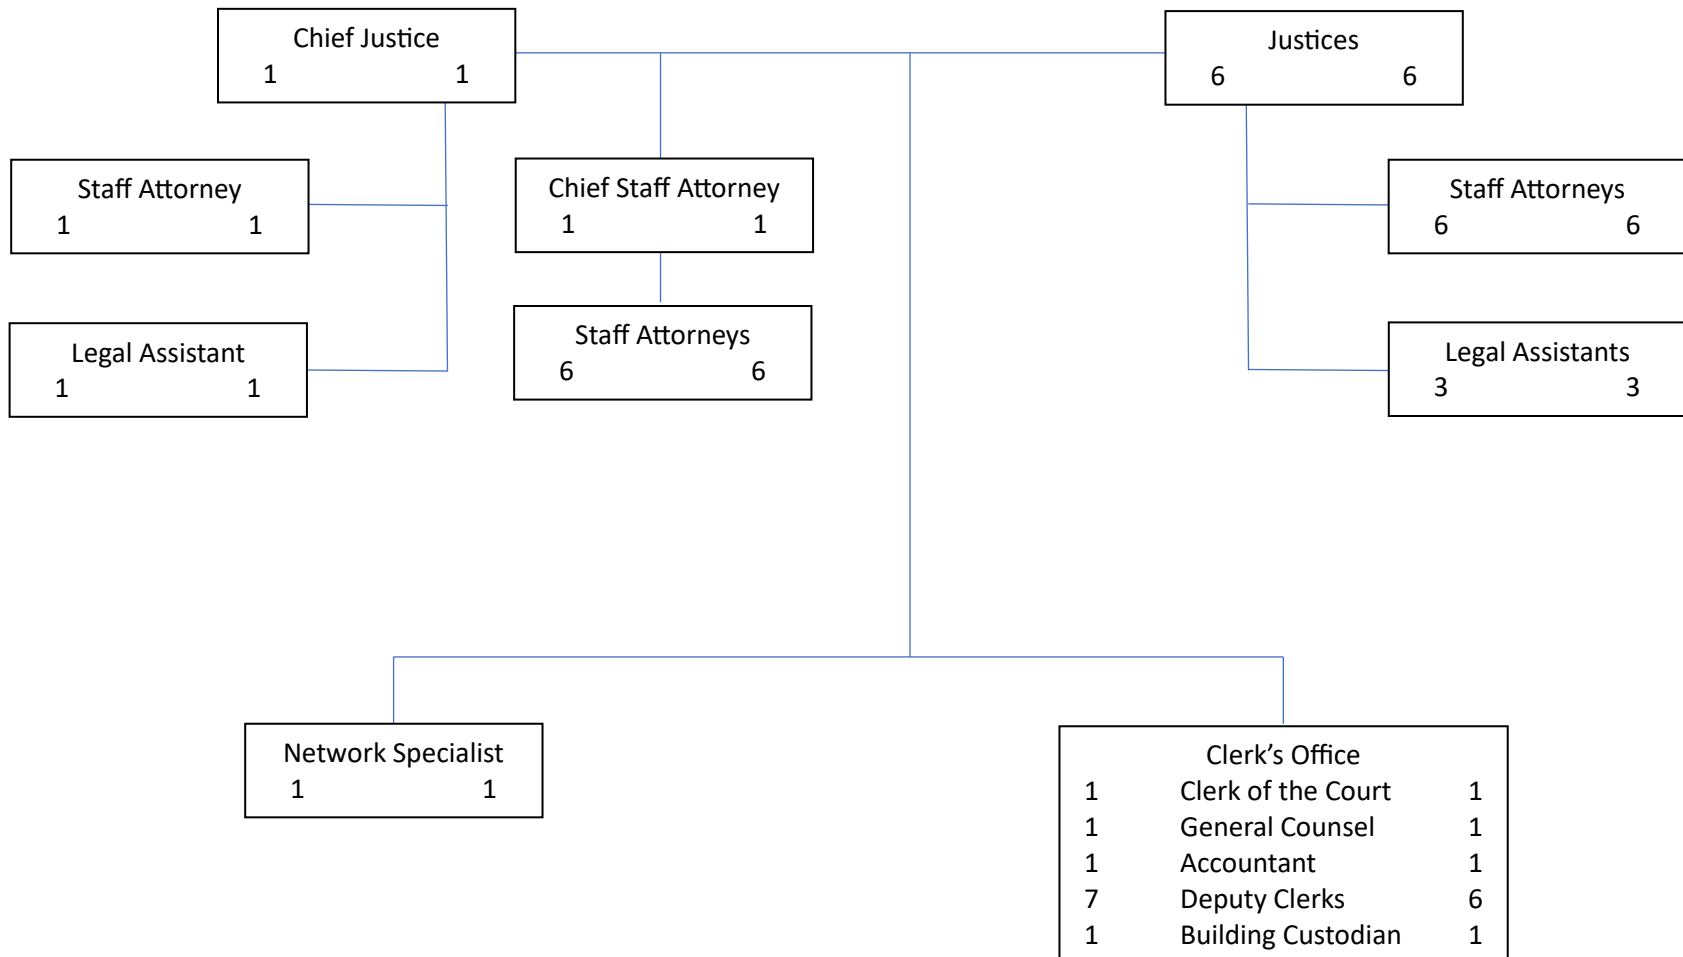 Chief Justice
1 1
Justices
6 6
Staff Attorney
1 1
Chief Staff Attorney
1 1
Staff Attorneys
6 6
Legal Assistant
1 1
Staff Attorneys
6 6
Legal Assistants
3 3
Network Specialist
1 1
Clerk’s Office
1 Clerk of the Court 1
1 General Counsel 1
1 Accountant 1
7 Deputy Clerks 6
1 Building Custodian 1